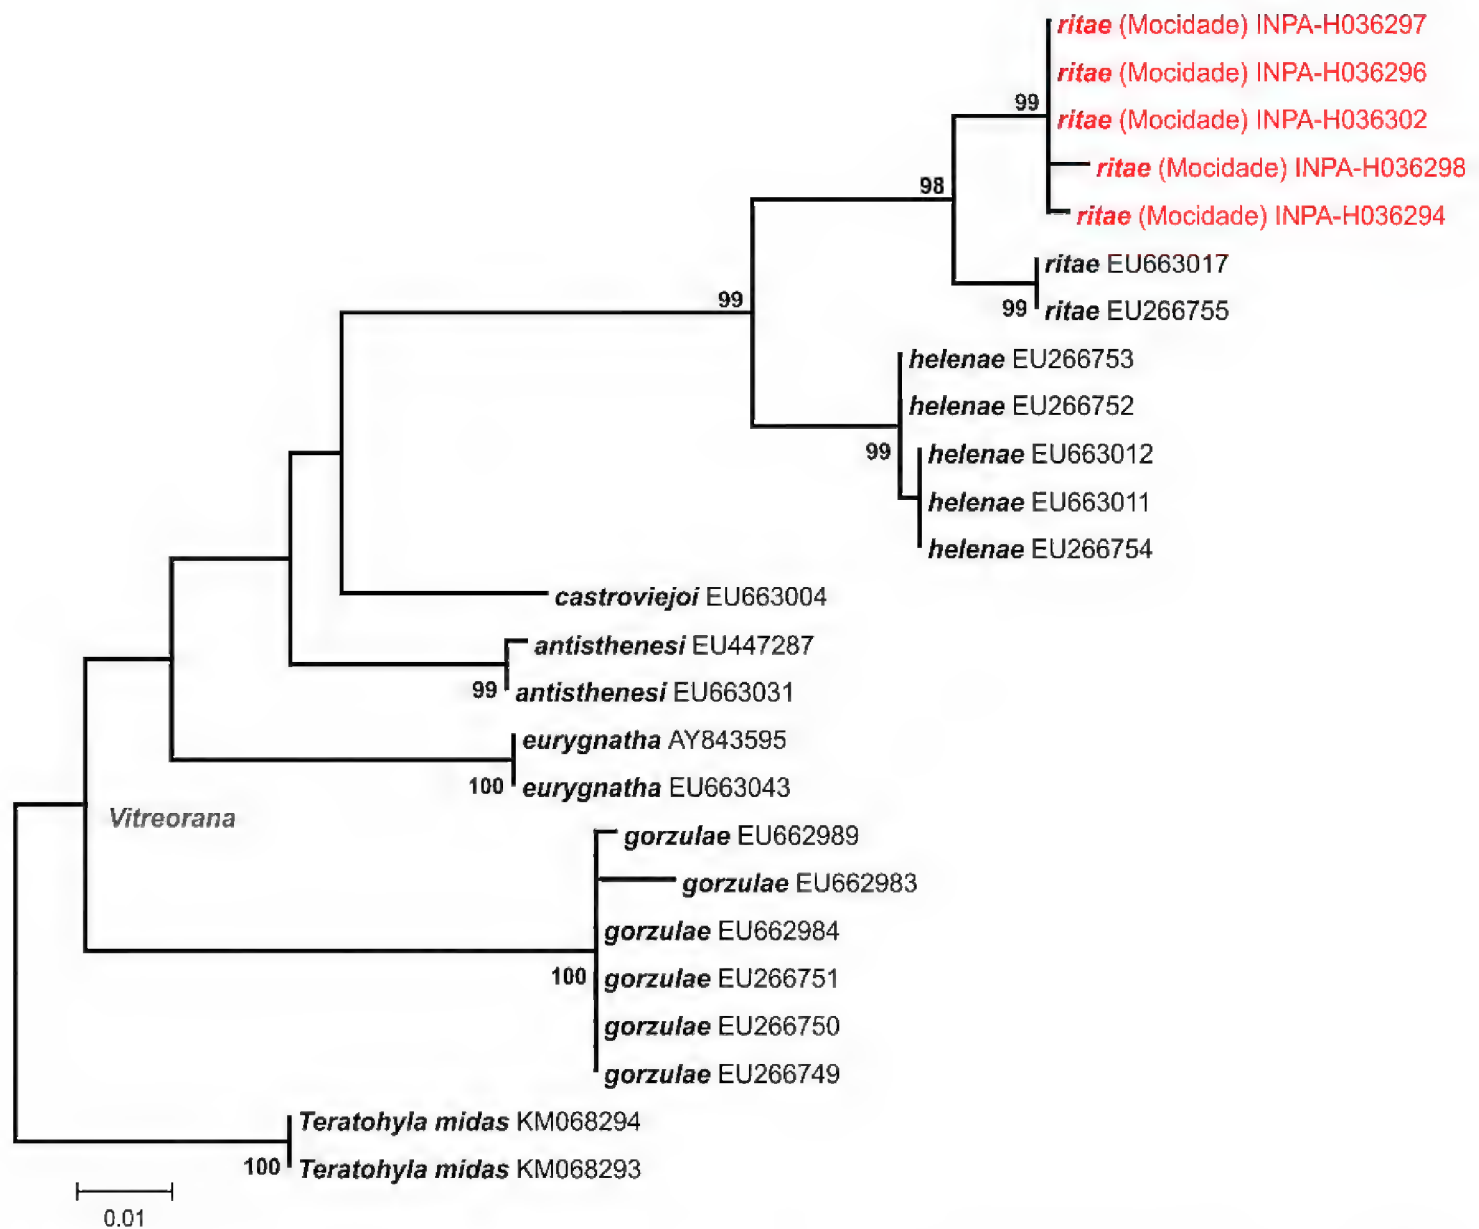 ritae (Mocidade) INPA-H036297
ritae (Mocidade) INPA-H036296
99
ritae (Mocidade) INPA-H036302
ritae (Mocidade) INPA-H036298
98
ritae (Mocidade) INPA-H036294
ritae EU663017
99
99 ritae EU266755
helenae EU266753
helenae EU266752
99
helenae EU663012
helenae EU663011
helenae EU266754
castroviejoi EU663004
antisthenesi EU447287
99 antisthenesi EU663031
eurygnatha AY843595
100 eurygnatha EU663043
Vitreorana
gorzulae EU662989
gorzulae EU662983
gorzulae EU662984
100 gorzulae EU266751
gorzulae EU266750
gorzulae EU266749
Teratohyla midas KM068294
100 Teratohyla midas KM068293
0.01